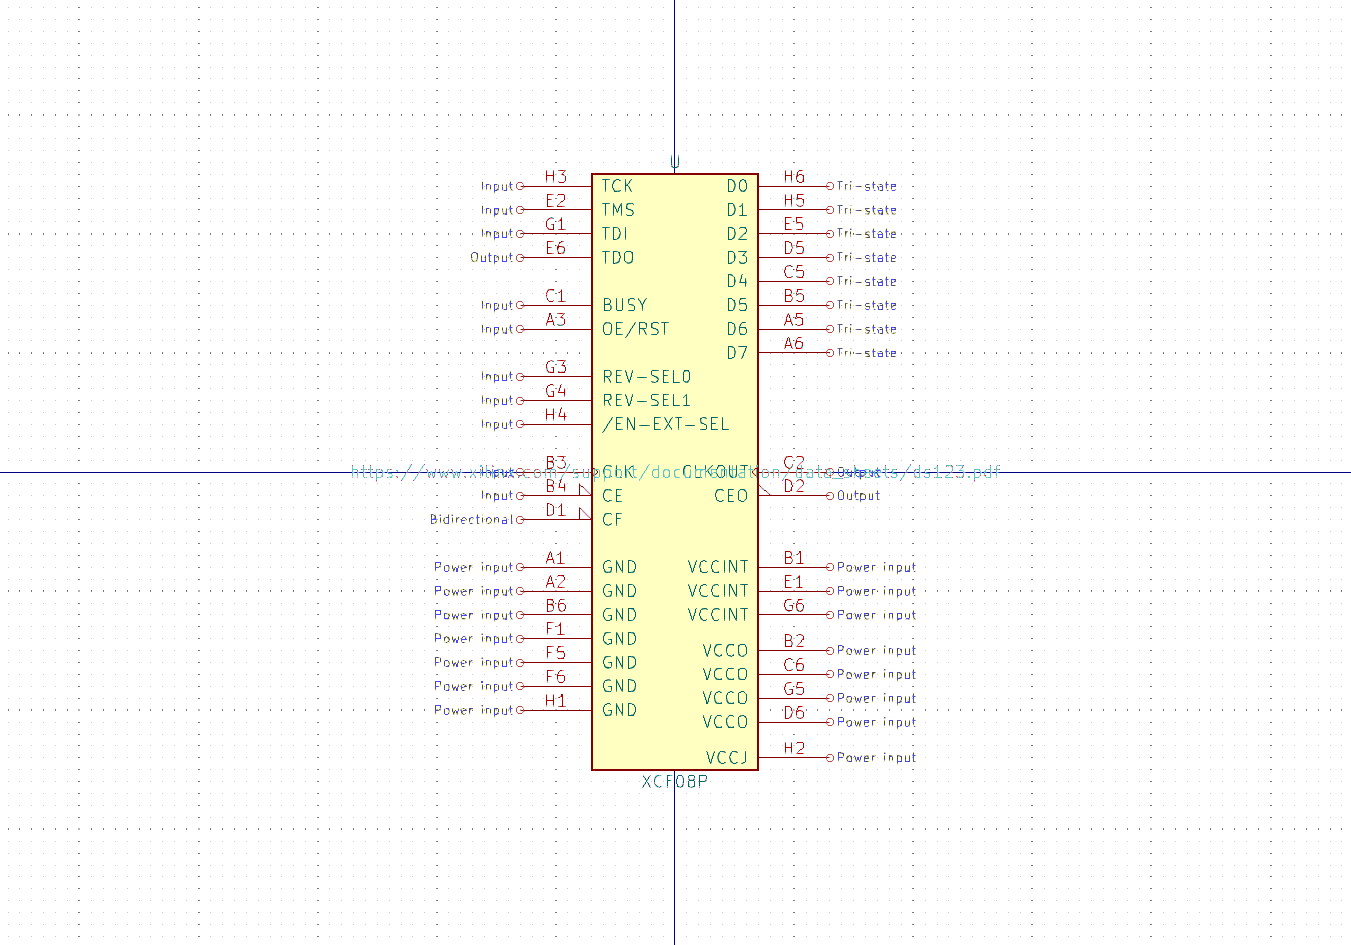 U
Input H3 TCK D0 H6 Tri-state
Input E2 TMS D1 H5 Tri-state
Input G1 TDI D2 E5 Tri-state
Output E6 TDO D3 D5 Tri-state
D4 C5 Tri-state
Input C1 BUSY D5 B5 Tri-state
Input A3 OE/RST D6 A5 Tri-state
D7 A6 Tri-state
Input G3 REV-SEL0
Input G4 REV-SEL1
Input H4 /EN-EXT-SEL
Input B3 CLK CLKOUT C2 Output
https://www.xilinx.com/support/documentation/data_sheets/ds123.pdf
Input B4 CE CEO D2 Output
Bidirectional D1 CF
Power input A1 GND VCCINT B1 Power input
Power input A2 GND VCCINT E1 Power input
Power input B6 GND VCCINT G6 Power input
Power input F1 GND
VCCO B2 Power input
Power input F5 GND
VCCO C6 Power input
Power input F6 GND
VCCO G5 Power input
Power input H1 GND
VCCO D6 Power input
VCCJ H2 Power input
XCF08P